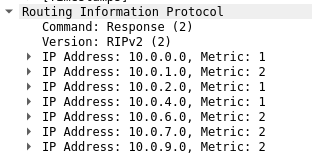 Routing Information Protocol
Command: Response (2)
Version: RIPv2 (2)
IP Address: 10.0.0.0, Metric: 1
IP Address: 10.0.1.0, Metric: 2
IP Address: 10.0.2.0, Metric: 1
IP Address: 10.0.4.0, Metric: 1
IP Address: 10.0.6.0, Metric: 2
IP Address: 10.0.7.0, Metric: 2
IP Address: 10.0.9.0, Metric: 2